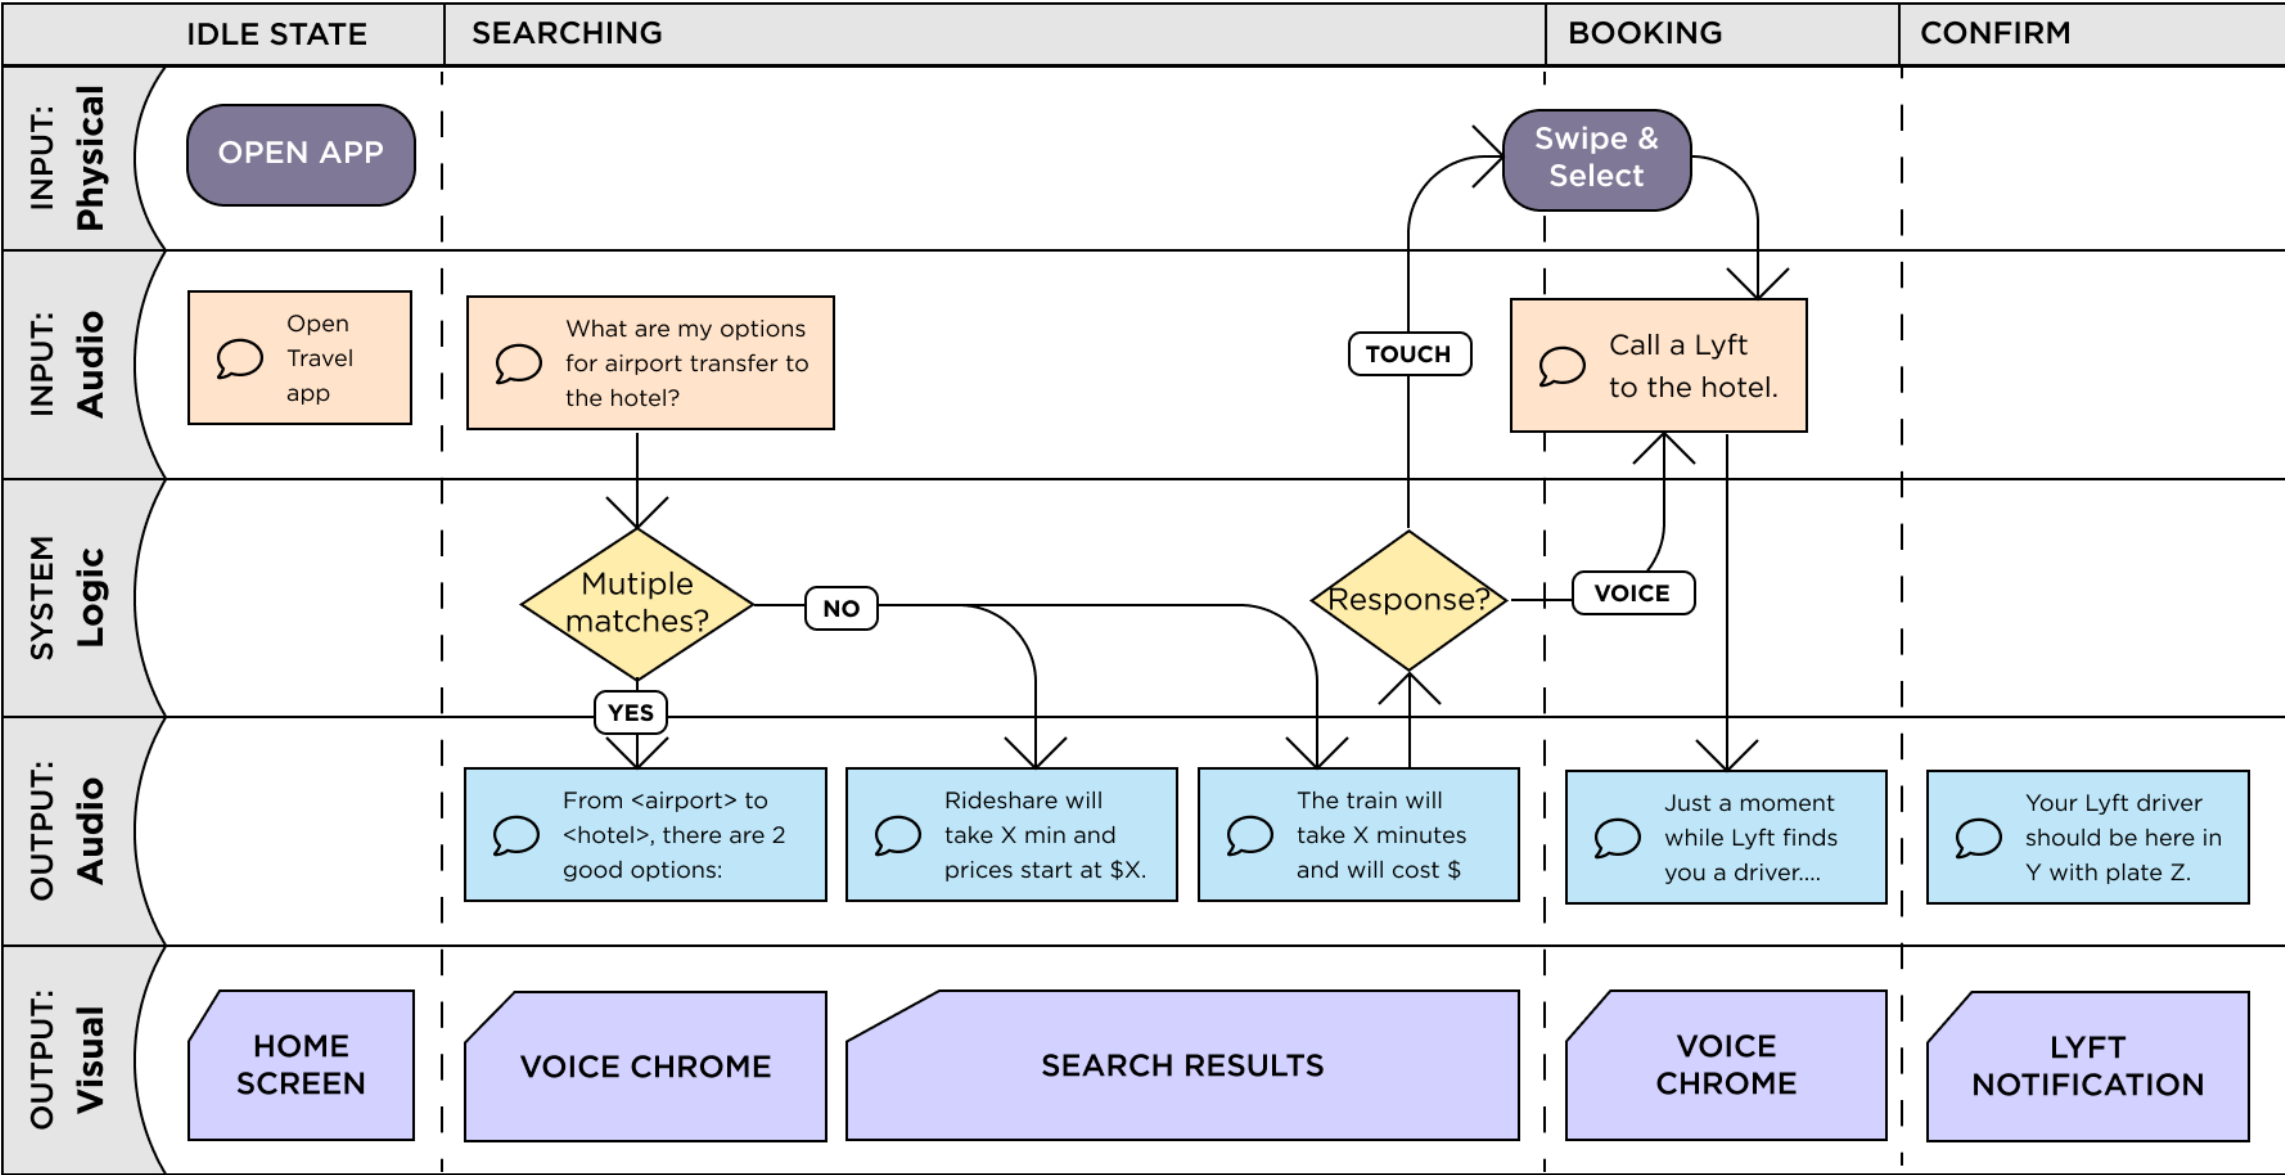 IDLE STATE
SEARCHING
BOOKING
CONFIRM
INPUT:
Physical
OPEN APP
Swipe &
Select
INPUT:
Audio
Open
Travel
app
What are my options
for airport transfer to
the hotel?
TOUCH
Call a Lyft
to the hotel.
SYSTEM
Logic
Mutiple
matches?
NO
YES
Response?
VOICE
OUTPUT:
Audio
From <airport> to
<hotel>, there are 2
good options:
Rideshare will
take X min and
prices start at $X.
The train will
take X minutes
and will cost $
Just a moment
while Lyft finds
you a driver....
Your Lyft driver
should be here in
Y with plate Z.
OUTPUT:
Visual
HOME
SCREEN
VOICE CHROME
SEARCH RESULTS
VOICE
CHROME
LYFT
NOTIFICATION